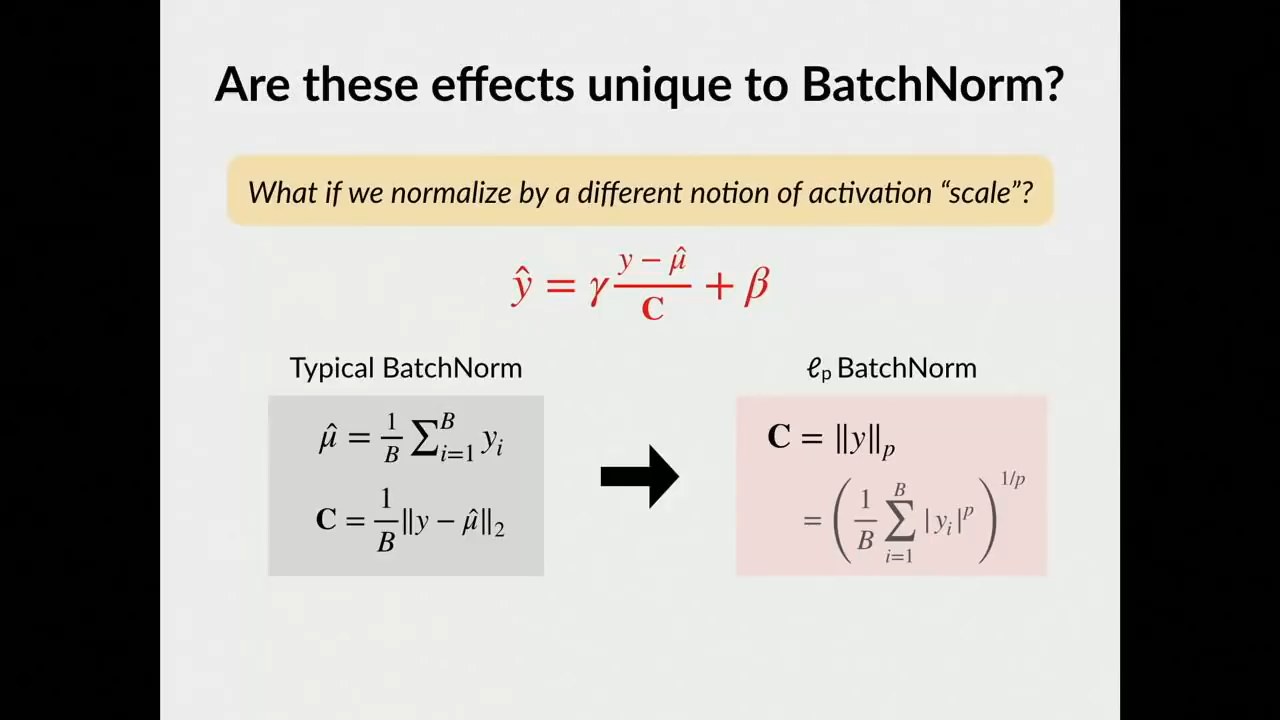 Are these effects unique to BatchNorm?
What if we normalize by a different notion of activation “scale”?
ŷ = γ (y − μ̂)/C + β
Typical BatchNorm
μ̂ = 1/B ∑_{i=1}^{B} y_i
C = 1/B ‖y − μ̂‖₂
ℓₚ BatchNorm
C = ‖y‖_p
= (1/B ∑_{i=1}^{B} |y_i|^p)^{1/p}